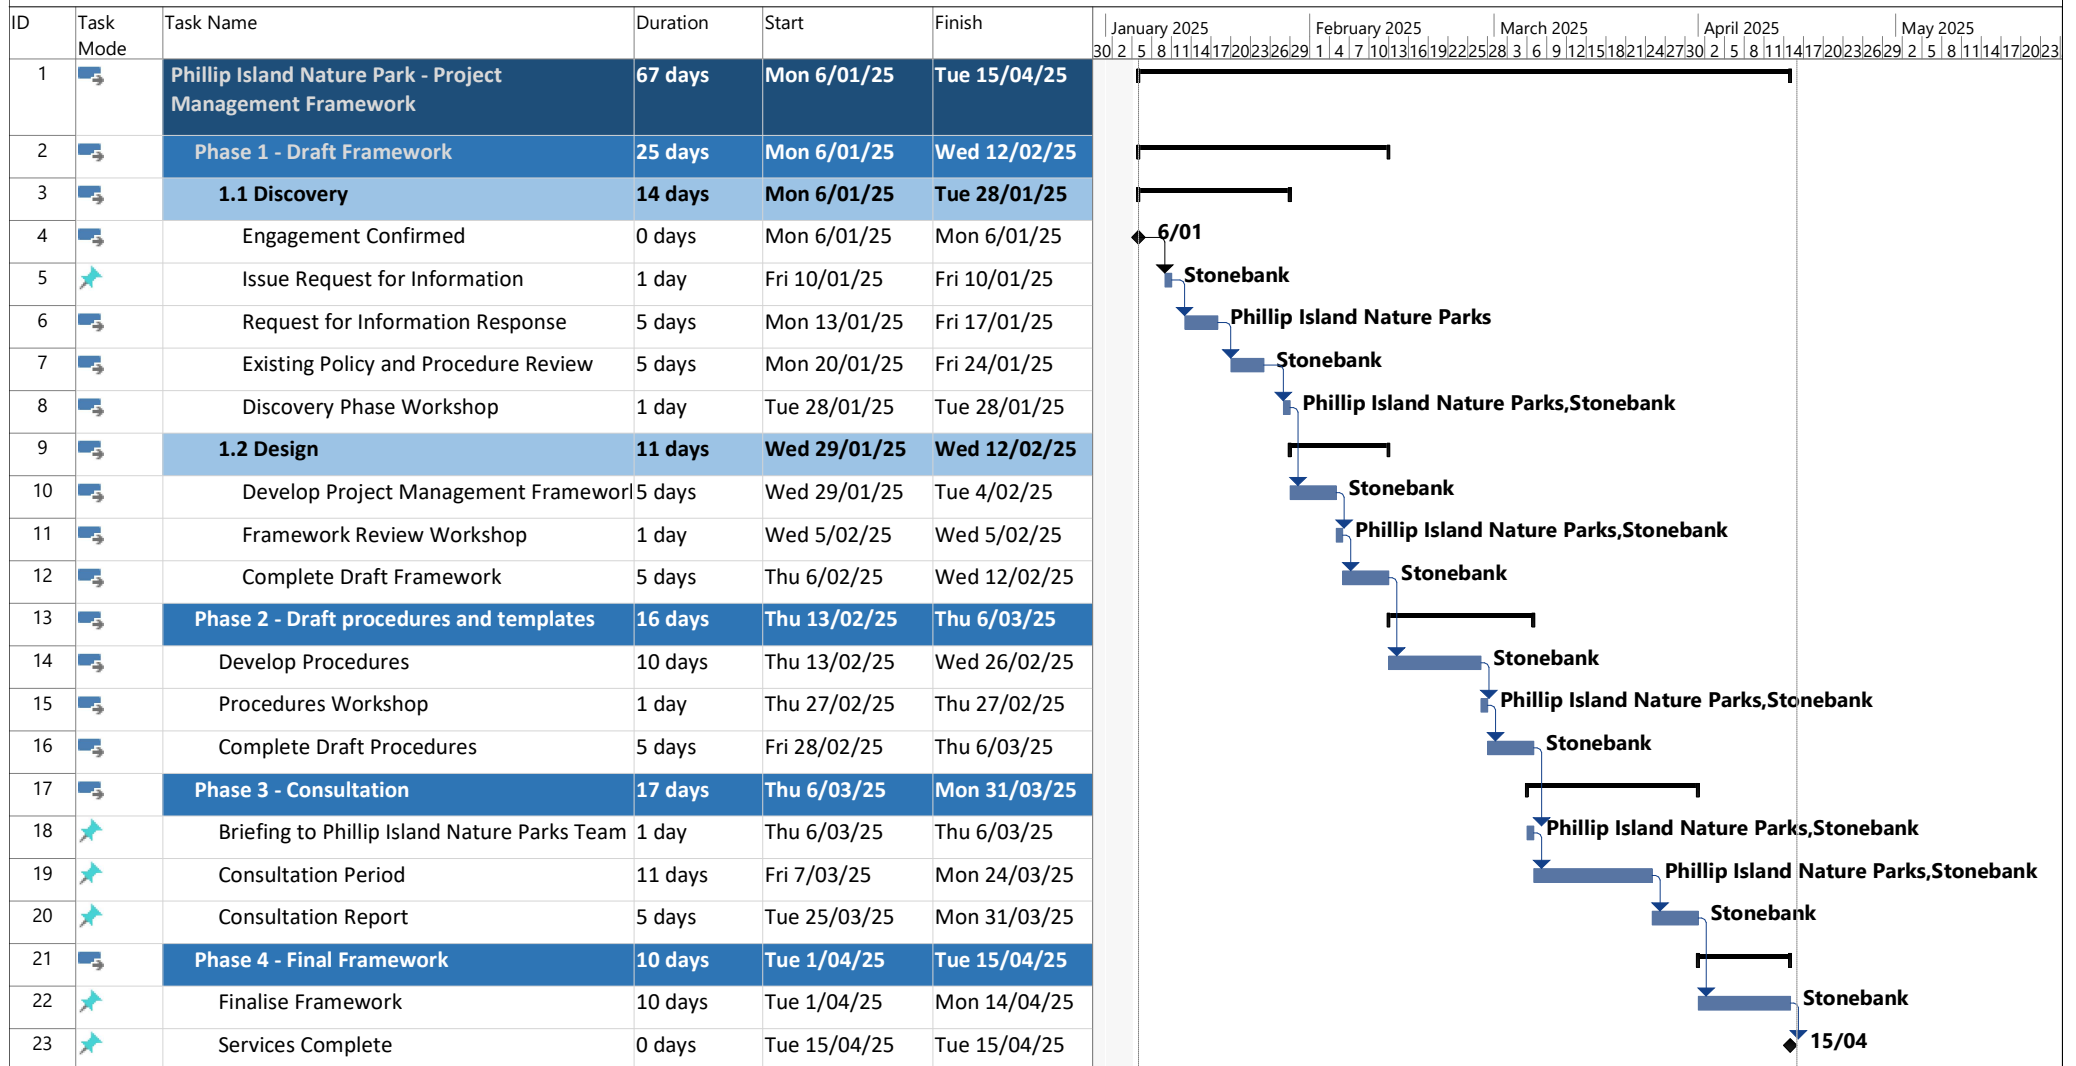 ID Task Mode Task Name Duration Start Finish January 2025 February 2025 March 2025 April 2025 May 2025
30 2 5 8 11 14 17 20 23 26 29 1 4 7 10 13 16 19 22 25 28 3 6 9 12 15 18 21 24 27 30 2 5 8 11 14 17 20 23 26 29 2 5 8 11 14 17 20 23
1 Phillip Island Nature Park - Project Management Framework 67 days Mon 6/01/25 Tue 15/04/25
2 Phase 1 - Draft Framework 25 days Mon 6/01/25 Wed 12/02/25
3 1.1 Discovery 14 days Mon 6/01/25 Tue 28/01/25
4 Engagement Confirmed 0 days Mon 6/01/25 Mon 6/01/25 6/01
5 Issue Request for Information 1 day Fri 10/01/25 Fri 10/01/25 Stonebank
6 Request for Information Response 5 days Mon 13/01/25 Fri 17/01/25 Phillip Island Nature Parks
7 Existing Policy and Procedure Review 5 days Mon 20/01/25 Fri 24/01/25 Stonebank
8 Discovery Phase Workshop 1 day Tue 28/01/25 Tue 28/01/25 Phillip Island Nature Parks,Stonebank
9 1.2 Design 11 days Wed 29/01/25 Wed 12/02/25
10 Develop Project Management Framework 5 days Wed 29/01/25 Tue 4/02/25 Stonebank
11 Framework Review Workshop 1 day Wed 5/02/25 Wed 5/02/25 Phillip Island Nature Parks,Stonebank
12 Complete Draft Framework 5 days Thu 6/02/25 Wed 12/02/25 Stonebank
13 Phase 2 - Draft procedures and templates 16 days Thu 13/02/25 Thu 6/03/25
14 Develop Procedures 10 days Thu 13/02/25 Wed 26/02/25 Stonebank
15 Procedures Workshop 1 day Thu 27/02/25 Thu 27/02/25 Phillip Island Nature Parks,Stonebank
16 Complete Draft Procedures 5 days Fri 28/02/25 Thu 6/03/25 Stonebank
17 Phase 3 - Consultation 17 days Thu 6/03/25 Mon 31/03/25
18 Briefing to Phillip Island Nature Parks Team 1 day Thu 6/03/25 Thu 6/03/25 Phillip Island Nature Parks,Stonebank
19 Consultation Period 11 days Fri 7/03/25 Mon 24/03/25 Phillip Island Nature Parks,Stonebank
20 Consultation Report 5 days Tue 25/03/25 Mon 31/03/25 Stonebank
21 Phase 4 - Final Framework 10 days Tue 1/04/25 Tue 15/04/25
22 Finalise Framework 10 days Tue 1/04/25 Mon 14/04/25 Stonebank
23 Services Complete 0 days Tue 15/04/25 Tue 15/04/25 15/04